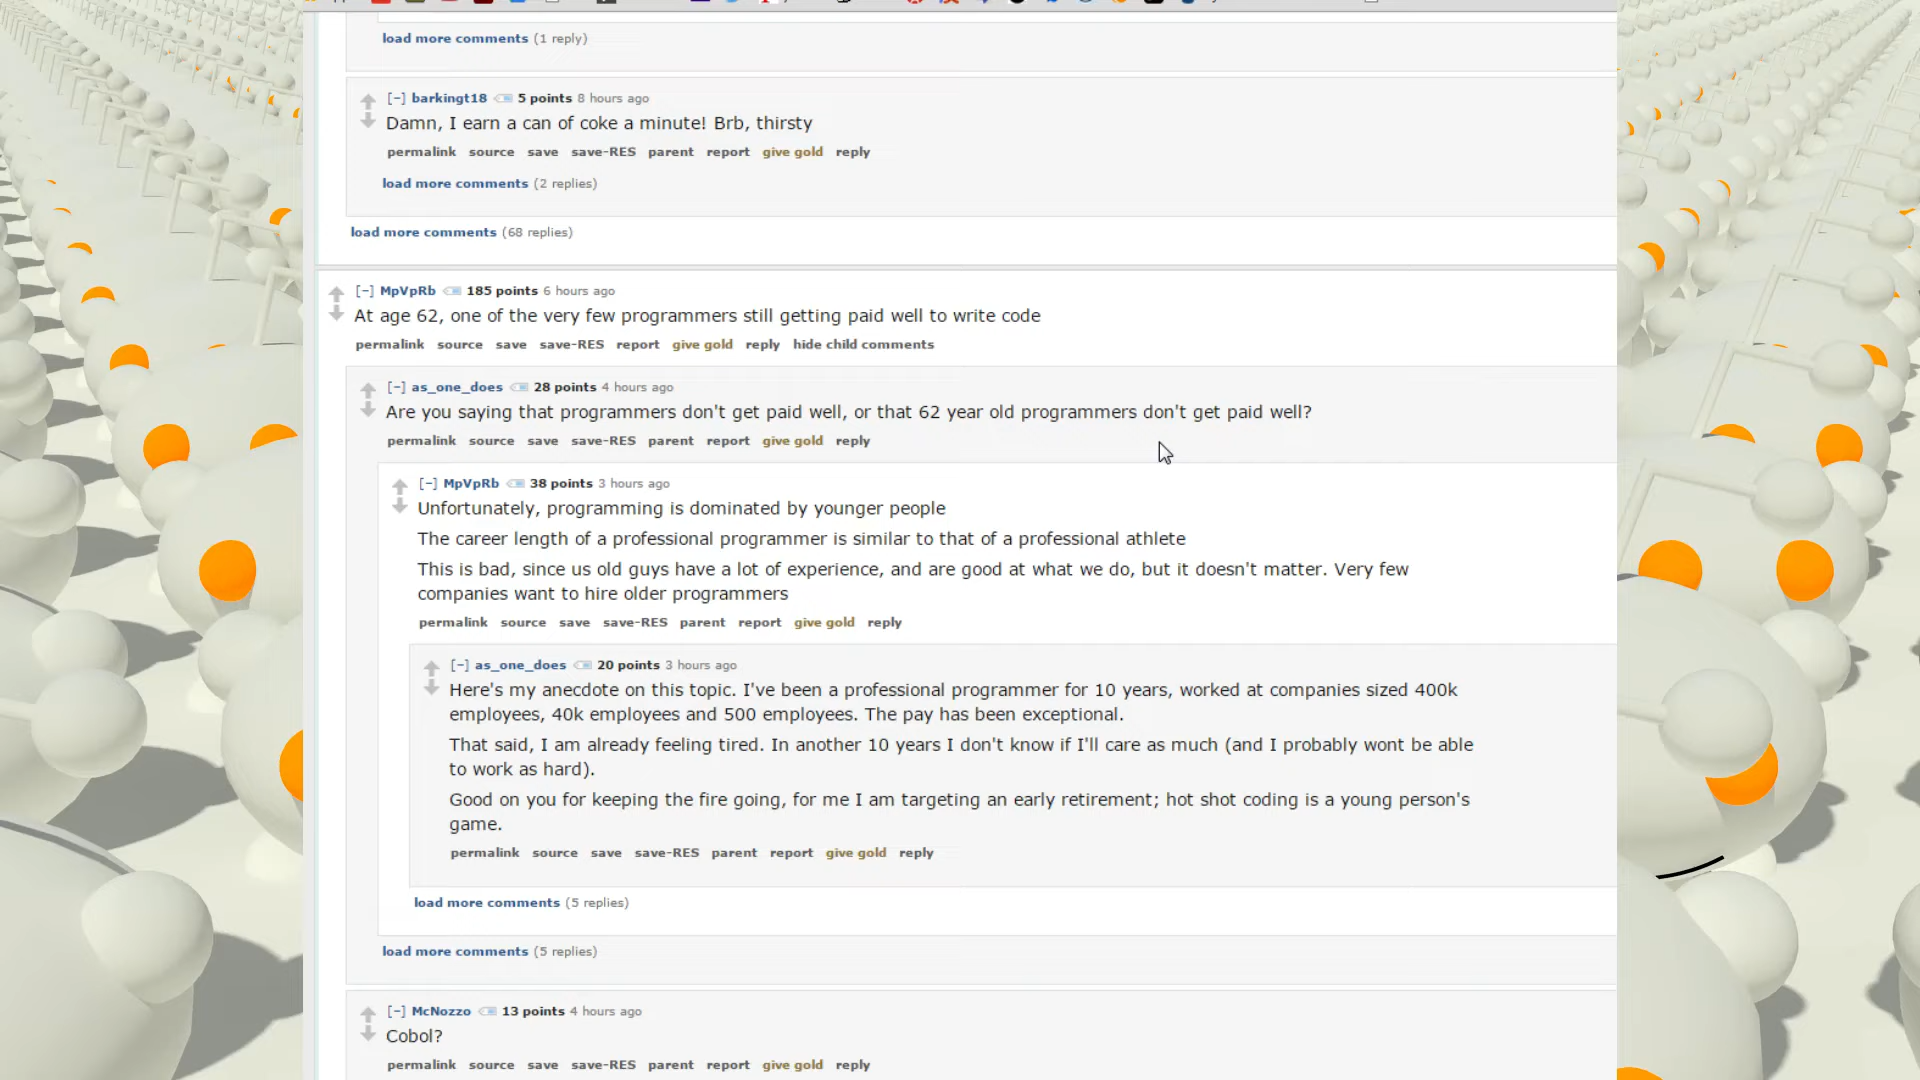 load more comments (1 reply)
[-] barkingt18 5 points 8 hours ago
Damn, I earn a can of coke a minute! Brb, thirsty
permalink source save save-RES parent report give gold reply
load more comments (2 replies)
load more comments (68 replies)
[-] MpVpRb 185 points 6 hours ago
At age 62, one of the very few programmers still getting paid well to write code
permalink source save save-RES report give gold reply hide child comments
[-] as_one_does 28 points 4 hours ago
Are you saying that programmers don't get paid well, or that 62 year old programmers don't get paid well?
permalink source save save-RES parent report give gold reply
[-] MpVpRb 38 points 3 hours ago
Unfortunately, programming is dominated by younger people
The career length of a professional programmer is similar to that of a professional athlete
This is bad, since us old guys have a lot of experience, and are good at what we do, but it doesn't matter. Very few
companies want to hire older programmers
permalink source save save-RES parent report give gold reply
[-] as_one_does 20 points 3 hours ago
Here's my anecdote on this topic. I've been a professional programmer for 10 years, worked at companies sized 400k
employees, 40k employees and 500 employees. The pay has been exceptional.
That said, I am already feeling tired. In another 10 years I don't know if I'll care as much (and I probably wont be able
to work as hard).
Good on you for keeping the fire going, for me I am targeting an early retirement; hot shot coding is a young person's
game.
permalink source save save-RES parent report give gold reply
load more comments (5 replies)
load more comments (5 replies)
[-] McNozzo 13 points 4 hours ago
Cobol?
permalink source save save-RES parent report give gold reply